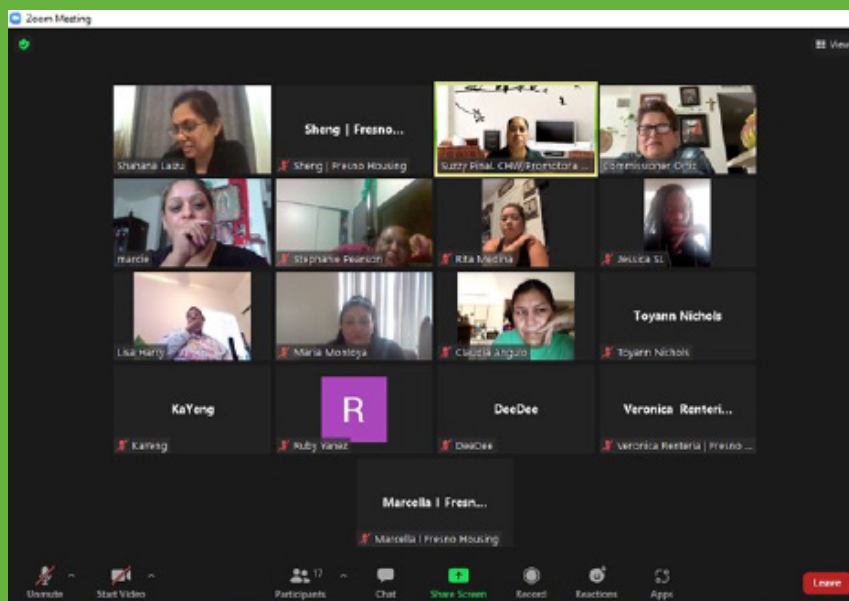 Zoom Meeting
View
Shahana Laizu
Sheng | Fresno...
Sheng | Fresno Housing
Suzzy Pinal. CHW/Promotora ...
Commissioner Ortiz
marcie
Stephanie Pearson
Rita Medina
Jessica SL
Lisa Harry
Maria Montoya
Claudia Angulo
Toyann Nichols
Toyann Nichols
KaYeng
KaYeng
R
Ruby Yanez
DeeDee
DeeDee
Veronica Renteri...
Veronica Renteria | Fresno ...
Marcella I Fresn...
Marcella I Fresno Housing
Unmute
Start Video
Participants
17
Chat
Share Screen
Record
Reactions
Apps
Leave